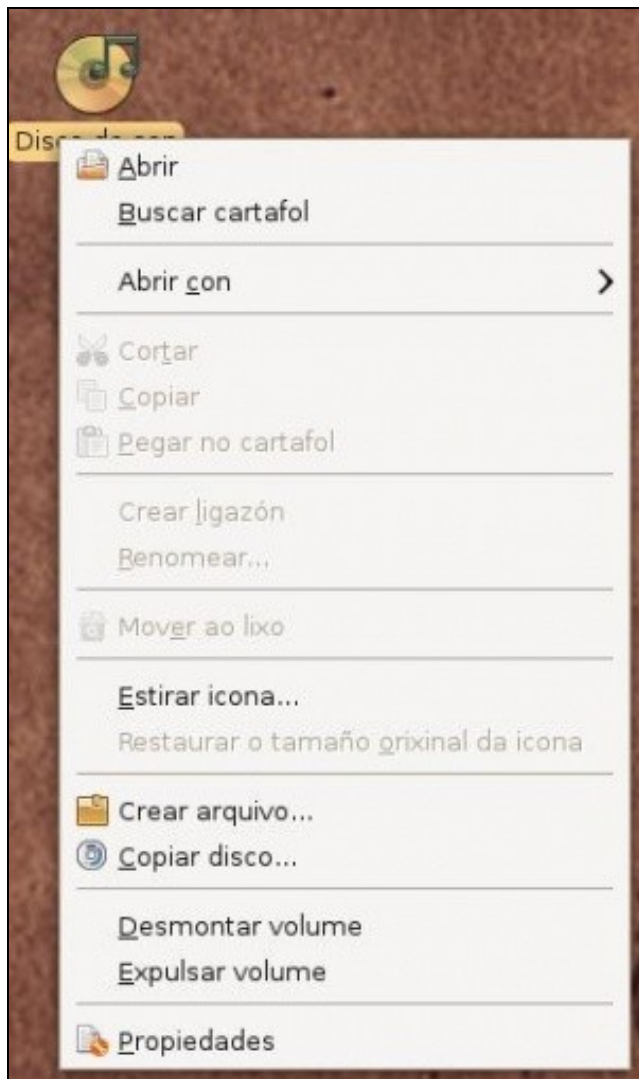 Abrir
Buscar cartafol
Abrir con
Cortar
Copiar
Pegar no cartafol
Crear ligazón
Renomear...
Mover ao lixo
Estirar icona...
Restaurar o tamaño orixinal da icona
Crear arquivo...
Copiar disco...
Desmontar volume
Expulsar volume
Propiedades